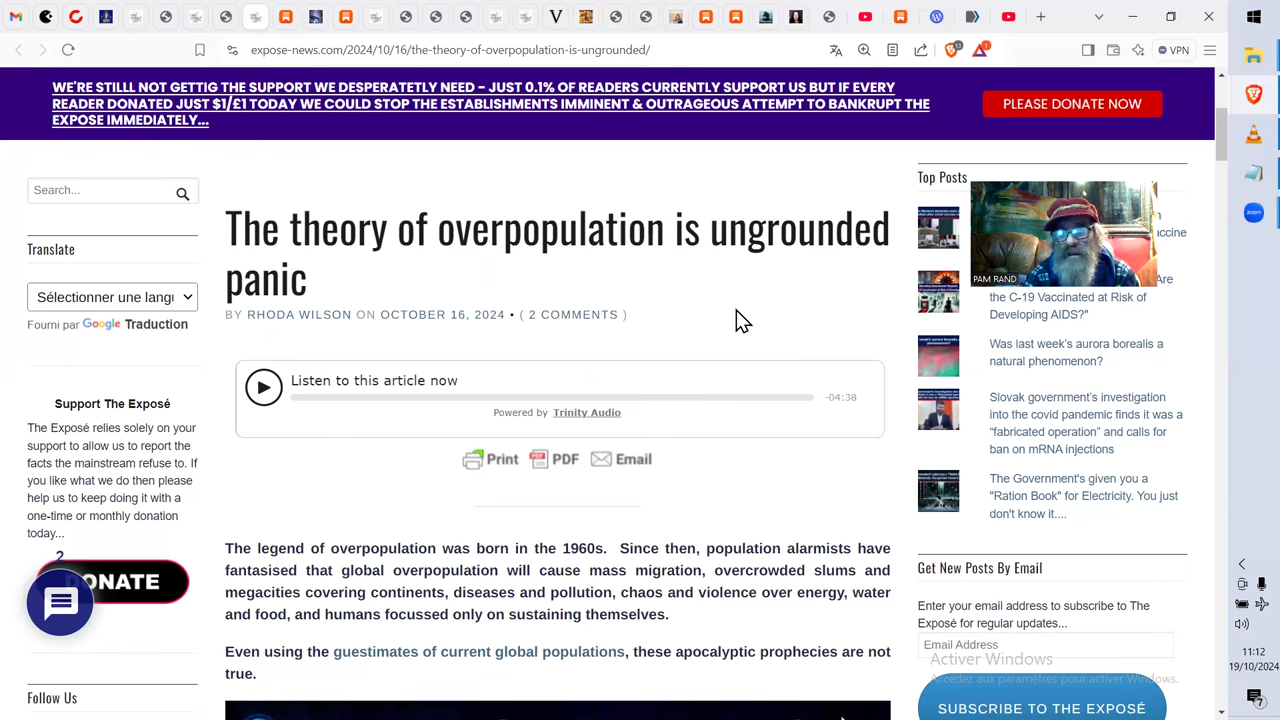 expose-news.com/2024/10/16/the-theory-of-overpopulation-is-ungrounded/
13
1
VPN
WE'RE STILLL NOT GETTIG THE SUPPORT WE DESPERATELY NEED – JUST 0.1% OF READERS CURRENTLY SUPPORT US BUT IF EVERY
READER DONATED JUST $1/£1 TODAY WE COULD STOP THE ESTABLISHMENTS IMMINENT & OUTRAGEOUS ATTEMPT TO BANKRUPT THE
EXPOSE IMMEDIATELY...
PLEASE DONATE NOW
Search...
Translate
Sélectionner une langu
Fourni par Google Traduction
Support The Exposé
The Exposé relies solely on your
support to allow us to report the
facts the mainstream refuse to. If
you like what we do then please
help us to keep doing it with a
one-time or monthly donation
today...
2
DONATE
Follow Us
The theory of overpopulation is ungrounded
panic
BY RHODA WILSON ON OCTOBER 16, 2024 • ( 2 COMMENTS )
Listen to this article now
-04:38
Powered by Trinity Audio
Print PDF Email
The legend of overpopulation was born in the 1960s. Since then, population alarmists have
fantasised that global overpopulation will cause mass migration, overcrowded slums and
megacities covering continents, diseases and pollution, chaos and violence over energy, water
and food, and humans focussed only on sustaining themselves.
Even using the guestimates of current global populations, these apocalyptic prophecies are not
true.
Top Posts
PAM RAND
ccine
Are
the C-19 Vaccinated at Risk of
Developing AIDS?"
Was last week's aurora borealis a
natural phenomenon?
Slovak government's investigation
into the covid pandemic finds it was a
"fabricated operation" and calls for
ban on mRNA injections
The Government's given you a
"Ration Book" for Electricity. You just
don't know it....
Get New Posts By Email
Enter your email address to subscribe to The
Exposé for regular updates...
Email Address
Activer Windows
Accédez aux paramètres pour activer Windows.
SUBSCRIBE TO THE EXPOSÉ
zoom
11:12
19/10/2024
7